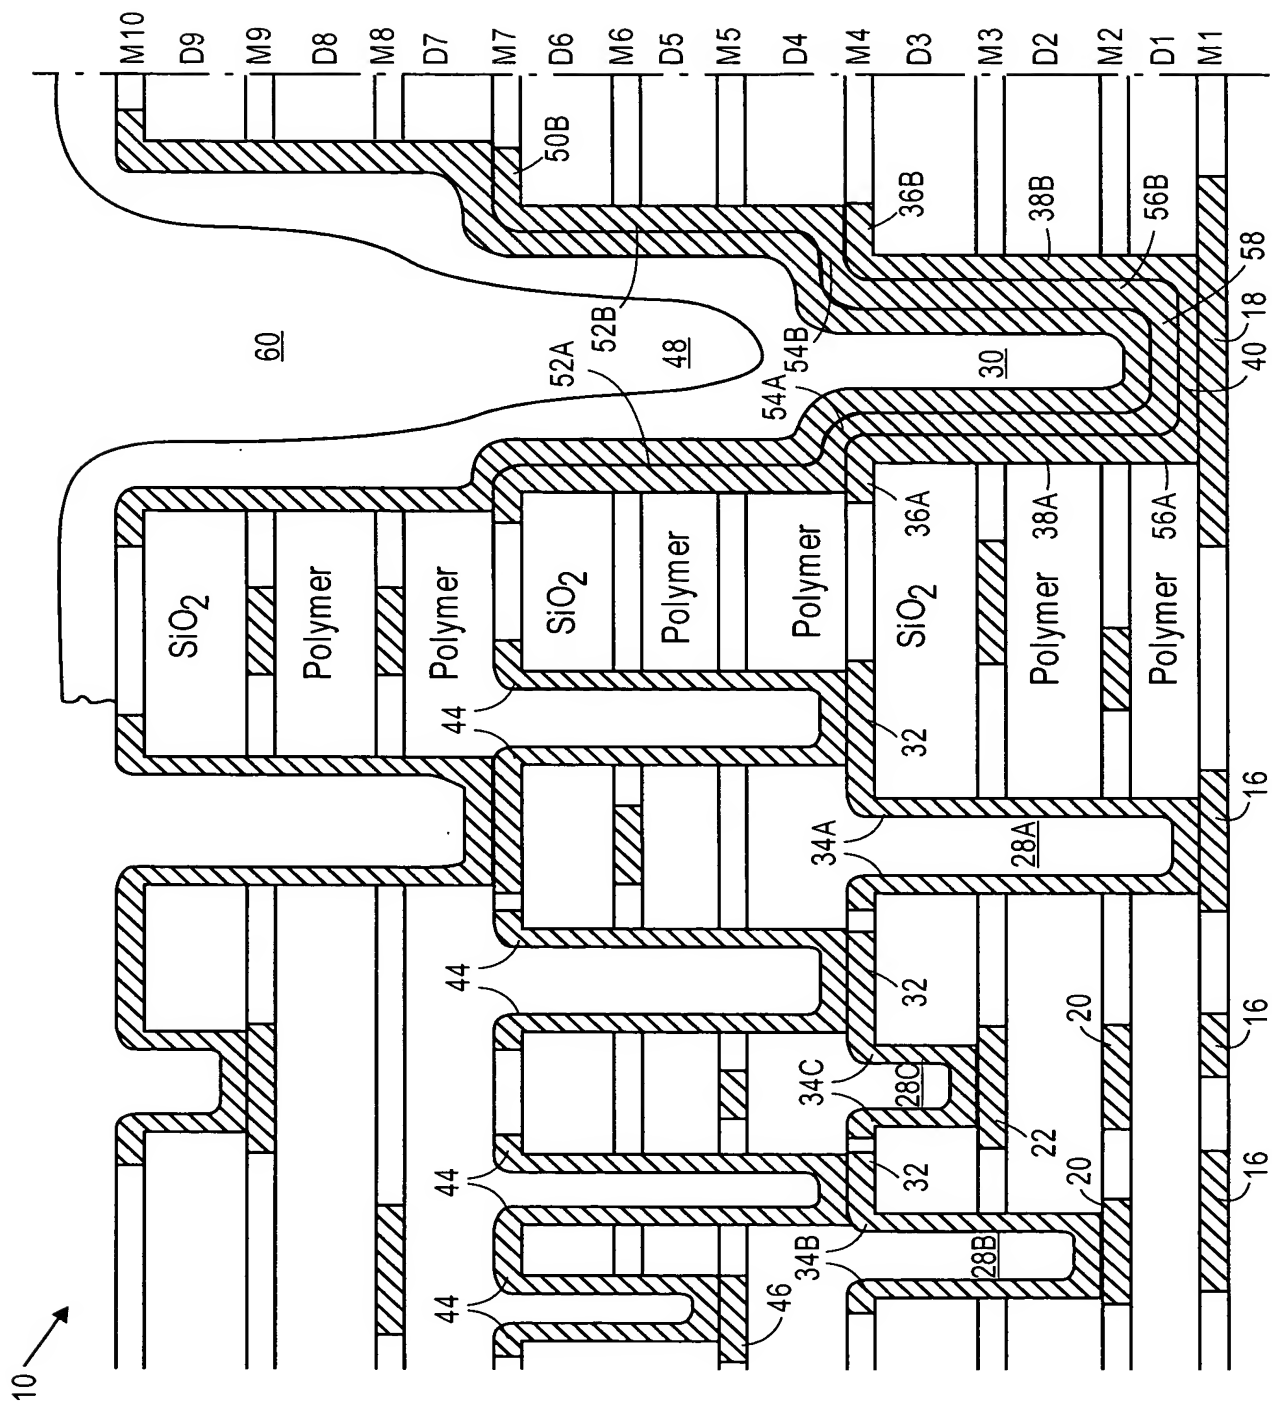 10
M10
D9
M9
D8
M8
D7
M7
D6
M6
D5
M5
D4
M4
D3
M3
D2
M2
D1
M1
60
50B
52B
52A
48
54B
54A
30
36B
38B
56B
58
18
40
SiO2
Polymer
Polymer
SiO2
Polymer
Polymer
36A
38A
56A
SiO2
Polymer
Polymer
44
44
44
44
32
32
32
34A
28A
34C
28C
34B
28B
46
22
20
20
16
16
16